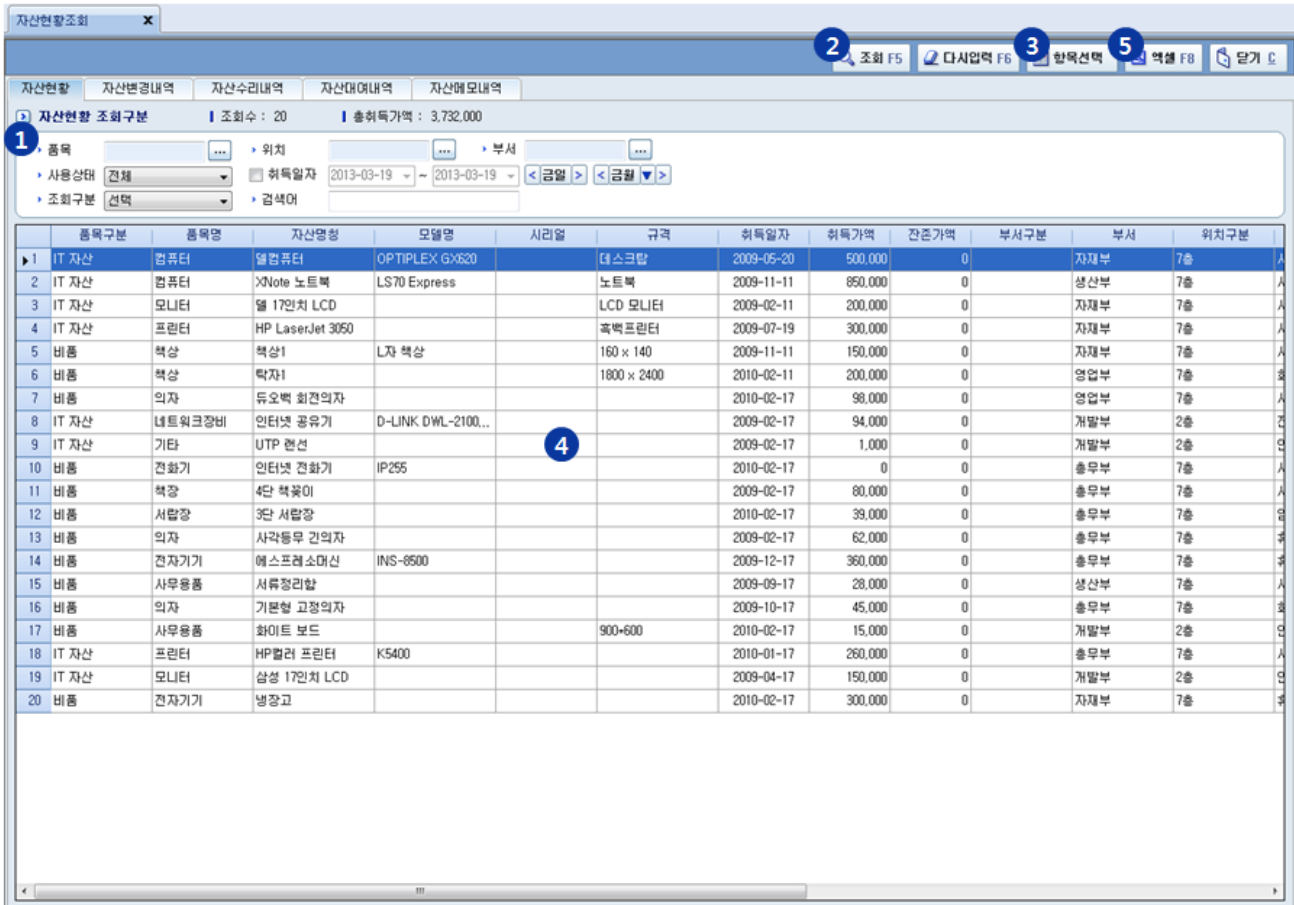 자산현황조회 x
2 조회 F5 다시입력 F6 3 항목선택 5 엑셀 F8 닫기 C
자산현황 자산변경내역 자산수리내역 자산대여내역 자산메모내역
자산현황 조회구분 조회수 : 20 총취득가액 : 3,732,000
1 품목 ... 위치 ... 부서 ...
사용상태 전체 취득일자 2013-03-19 ~ 2013-03-19 < 금일 > < 금월 ▼ >
조회구분 선택 검색어
품목구분 품목명 자산명칭 모델명 시리얼 규격 취득일자 취득가액 잔존가액 부서구분 부서 위치구분
1 IT 자산 컴퓨터 델컴퓨터 OPTIPLEX GX620 데스크탑 2009-05-20 500,000 0 자재부 7층
2 IT 자산 컴퓨터 XNote 노트북 LS70 Express 노트북 2009-11-11 850,000 0 생산부 7층
3 IT 자산 모니터 델 17인치 LCD LCD 모니터 2009-02-11 200,000 0 자재부 7층
4 IT 자산 프린터 HP LaserJet 3050 흑백프린터 2009-07-19 300,000 0 자재부 7층
5 비품 책상 책상1 L자 책상 160 x 140 2009-11-11 150,000 0 자재부 7층
6 비품 책상 탁자1 1800 x 2400 2010-02-11 200,000 0 영업부 7층
7 비품 의자 듀오백 회전의자 2010-02-17 98,000 0 영업부 7층
8 IT 자산 네트워크장비 인터넷 공유기 D-LINK DWL-2100,... 2009-02-17 94,000 0 개발부 2층
9 IT 자산 기타 UTP 랜선 4 2009-02-17 1,000 0 개발부 2층
10 비품 전화기 인터넷 전화기 IP255 2010-02-17 0 0 총무부 7층
11 비품 책장 4단 책꽂이 2009-02-17 80,000 0 총무부 7층
12 비품 서랍장 3단 서랍장 2010-02-17 39,000 0 총무부 7층
13 비품 의자 사각등무 긴의자 2009-02-17 62,000 0 총무부 7층
14 비품 전자기기 에스프레소머신 INS-8500 2009-12-17 360,000 0 총무부 7층
15 비품 사무용품 서류정리함 2009-09-17 28,000 0 생산부 7층
16 비품 의자 기본형 고정의자 2009-10-17 45,000 0 총무부 7층
17 비품 사무용품 화이트 보드 900*600 2010-02-17 15,000 0 개발부 2층
18 IT 자산 프린터 HP컬러 프린터 K5400 2010-01-17 260,000 0 총무부 7층
19 IT 자산 모니터 삼성 17인치 LCD 2009-04-17 150,000 0 개발부 2층
20 비품 전자기기 냉장고 2010-02-17 300,000 0 자재부 7층